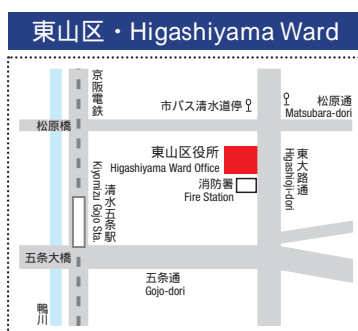 東山区・Higashiyama Ward
京阪電鉄
市バス清水道停
松原通
Matsubara-dori
松原橋
東山区役所
Higashiyama Ward Office
消防署
Fire Station
東大路通
Higashioji-dori
清水五条駅
Kiyomizu Gojo Sta.
五条大橋
五条通
Gojo-dori
鴨川